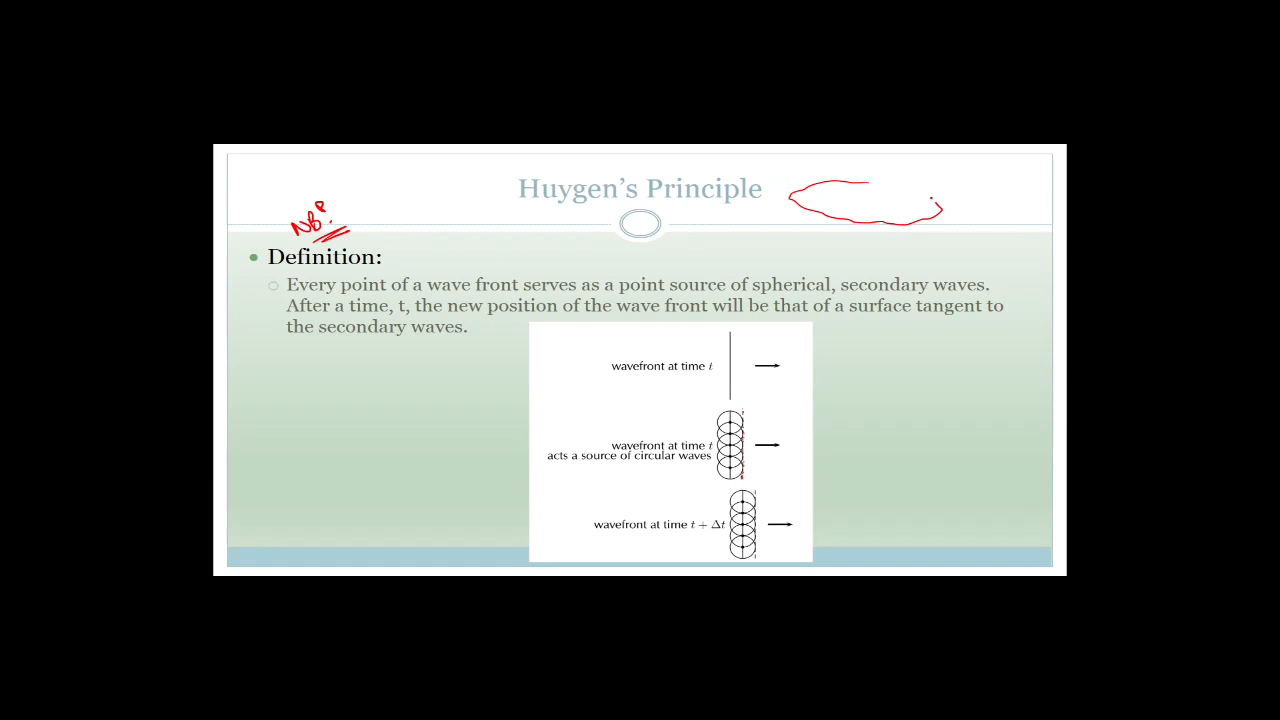 Huygen's Principle
NB!
Definition:
Every point of a wave front serves as a point source of spherical, secondary waves.
After a time, t, the new position of the wave front will be that of a surface tangent to
the secondary waves.
wavefront at time t
wavefront at time t
acts a source of circular waves
wavefront at time t + Δt